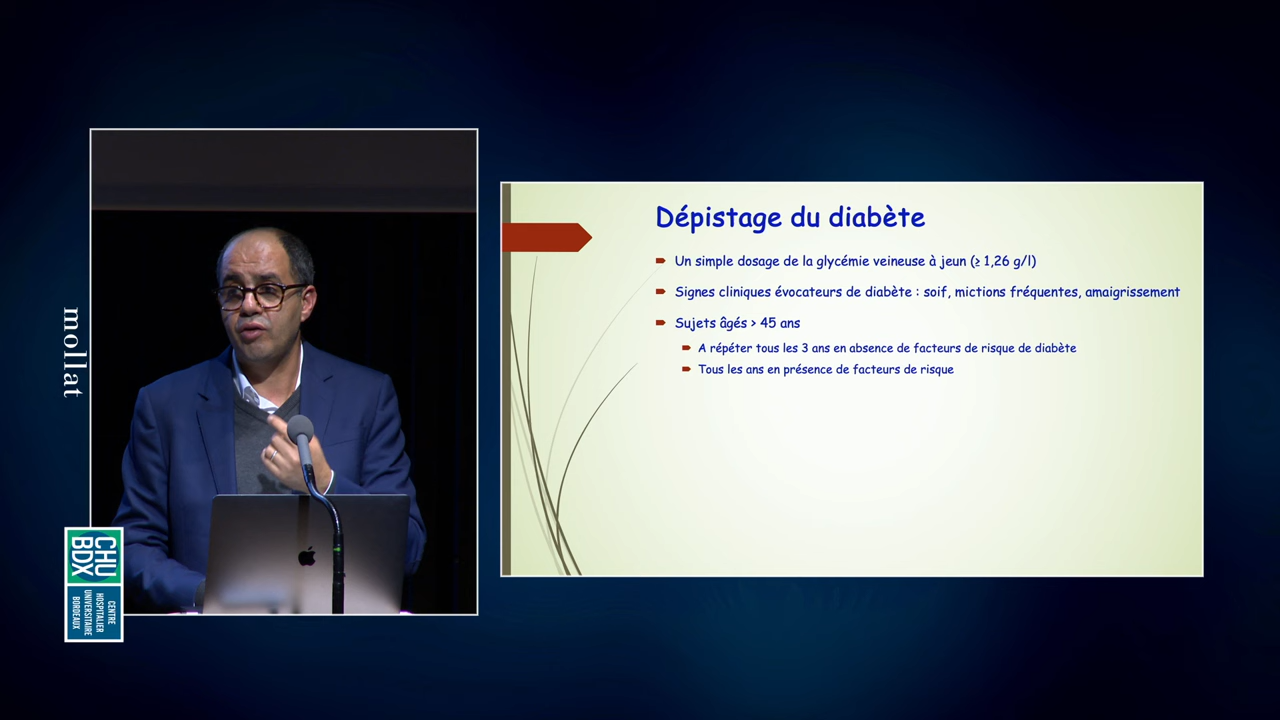 mollat
CHU
BDX
CENTRE
HOSPITALIER
UNIVERSITAIRE
BORDEAUX
Dépistage du diabète
Un simple dosage de la glycémie veineuse à jeun (≥ 1,26 g/l)
Signes cliniques évocateurs de diabète : soif, mictions fréquentes, amaigrissement
Sujets âgés > 45 ans
A répéter tous les 3 ans en absence de facteurs de risque de diabète
Tous les ans en présence de facteurs de risque